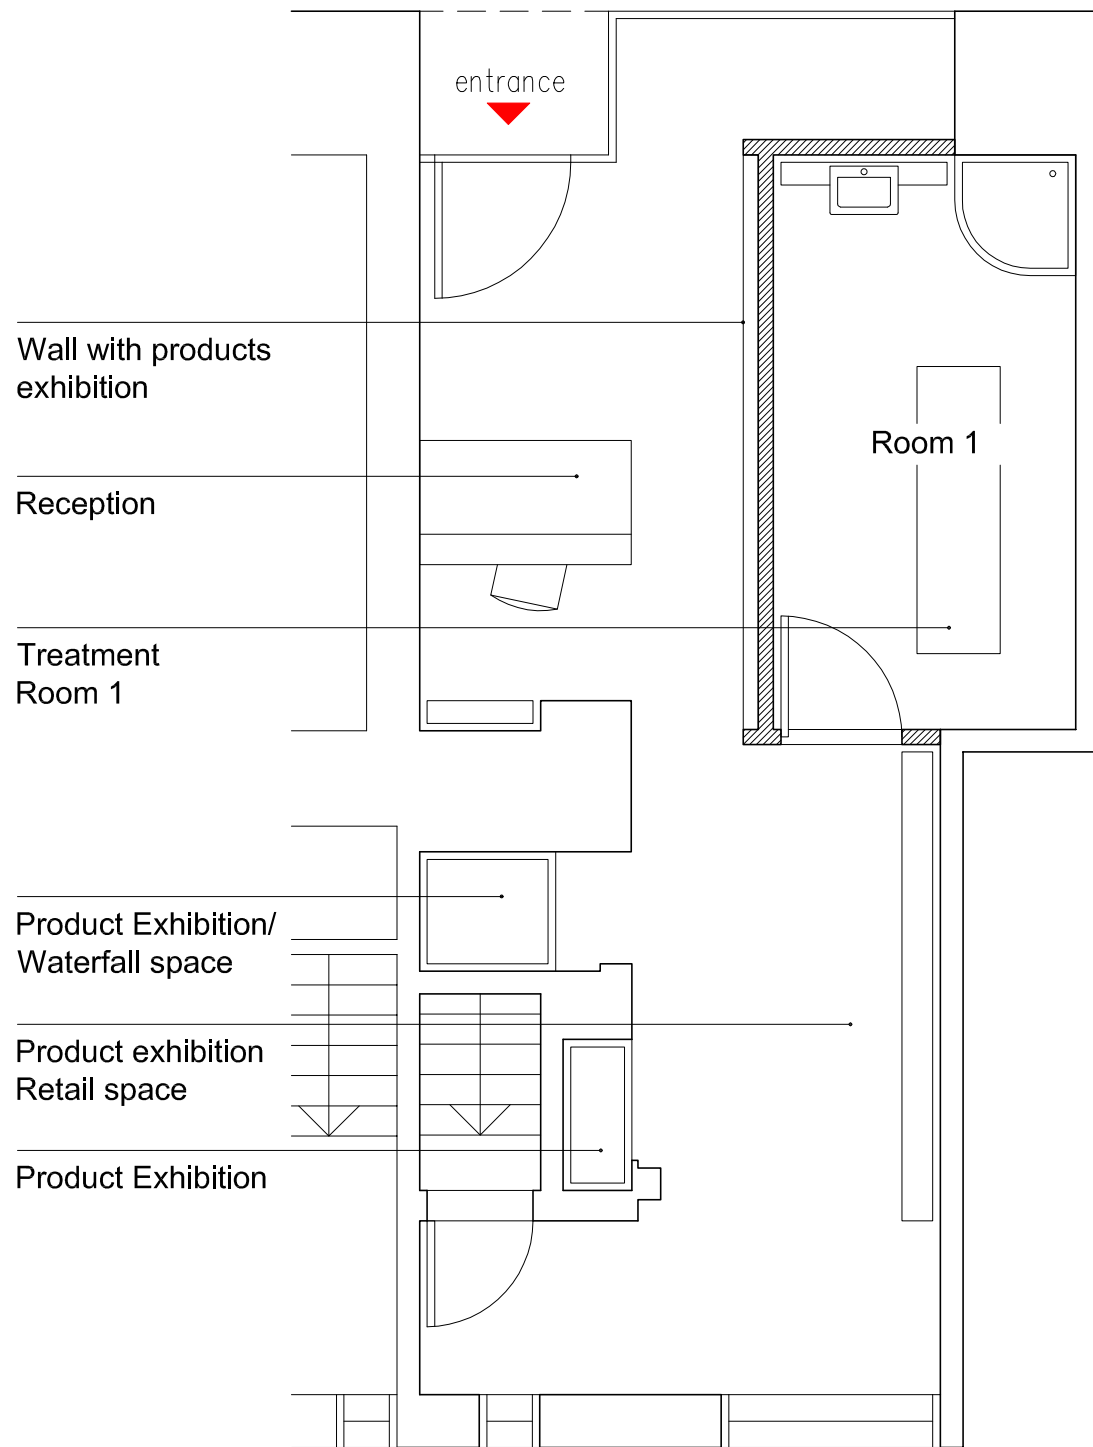 entrance
Wall with products
exhibition
Room 1
Reception
Treatment
Room 1
Product Exhibition/
Waterfall space
Product exhibition
Retail space
Product Exhibition